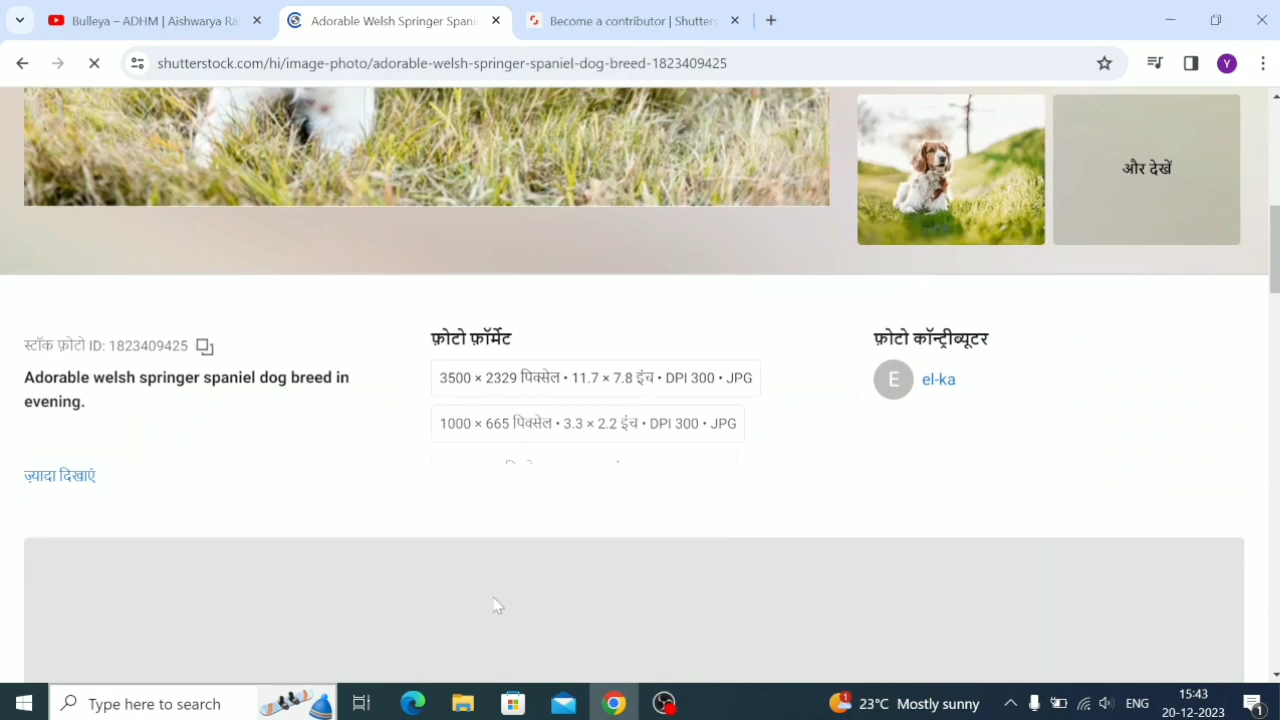 Bulleya – ADHM | Aishwarya Ra
Adorable Welsh Springer Spani
Become a contributor | Shutters
shutterstock.com/hi/image-photo/adorable-welsh-springer-spaniel-dog-breed-1823409425
Y
और देखें
स्टॉक फ़ोटो ID: 1823409425
Adorable welsh springer spaniel dog breed in
evening.
ज़्यादा दिखाएं
फ़ोटो फ़ॉर्मेट
3500 × 2329 पिक्सेल • 11.7 × 7.8 इंच • DPI 300 • JPG
1000 × 665 पिक्सेल • 3.3 × 2.2 इंच • DPI 300 • JPG
फ़ोटो कॉन्ट्रीब्यूटर
E
el-ka
Type here to search
1
23°C Mostly sunny
ENG
15:43
20-12-2023
1